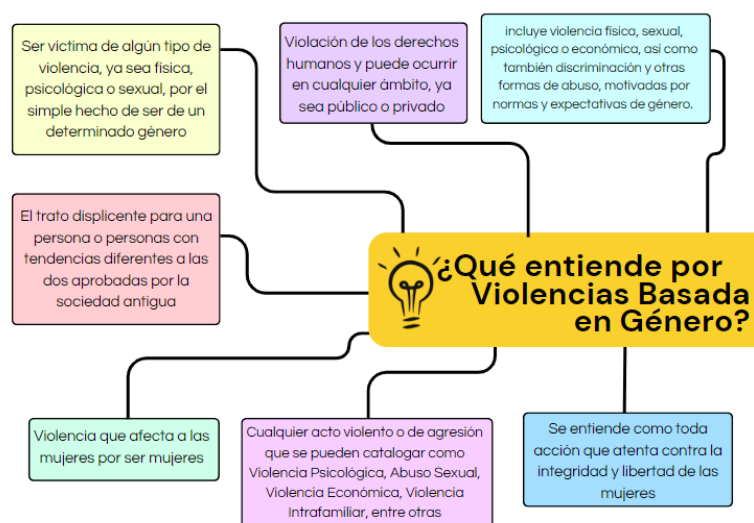 Ser víctima de algún tipo de
violencia, ya sea física,
psicológica o sexual, por el
simple hecho de ser de un
determinado género
Violación de los derechos
humanos y puede ocurrir
en cualquier ámbito, ya
sea público o privado
incluye violencia física, sexual,
psicológica o económica, así como
también discriminación y otras
formas de abuso, motivadas por
normas y expectativas de género.
El trato displicente para una
persona o personas con
tendencias diferentes a las
dos aprobadas por la
sociedad antigua
¿Qué entiende por
Violencias Basada
en Género?
Violencia que afecta a las
mujeres por ser mujeres
Cualquier acto violento o de agresión
que se pueden catalogar como
Violencia Psicológica, Abuso Sexual,
Violencia Económica, Violencia
Intrafamiliar, entre otras
Se entiende como toda
acción que atenta contra la
integridad y libertad de las
mujeres